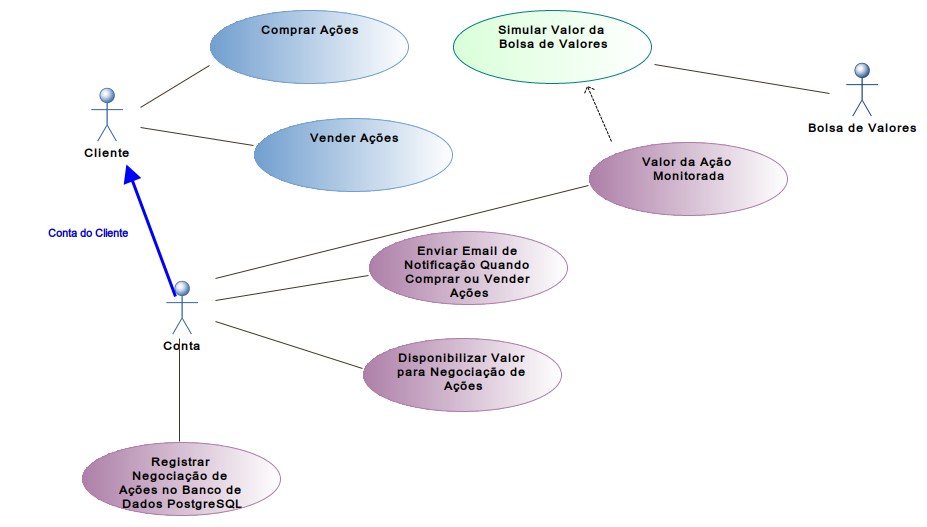 Comprar Ações
Simular Valor da
Bolsa de Valores
Bolsa de Valores
Vender Ações
Cliente
Valor da Ação
Monitorada
Conta do Cliente
Enviar Email de
Notificação Quando
Comprar ou Vender
Ações
Conta
Disponibilizar Valor
para Negociação de
Ações
Registrar
Negociação de
Ações no Banco de
Dados PostgreSQL